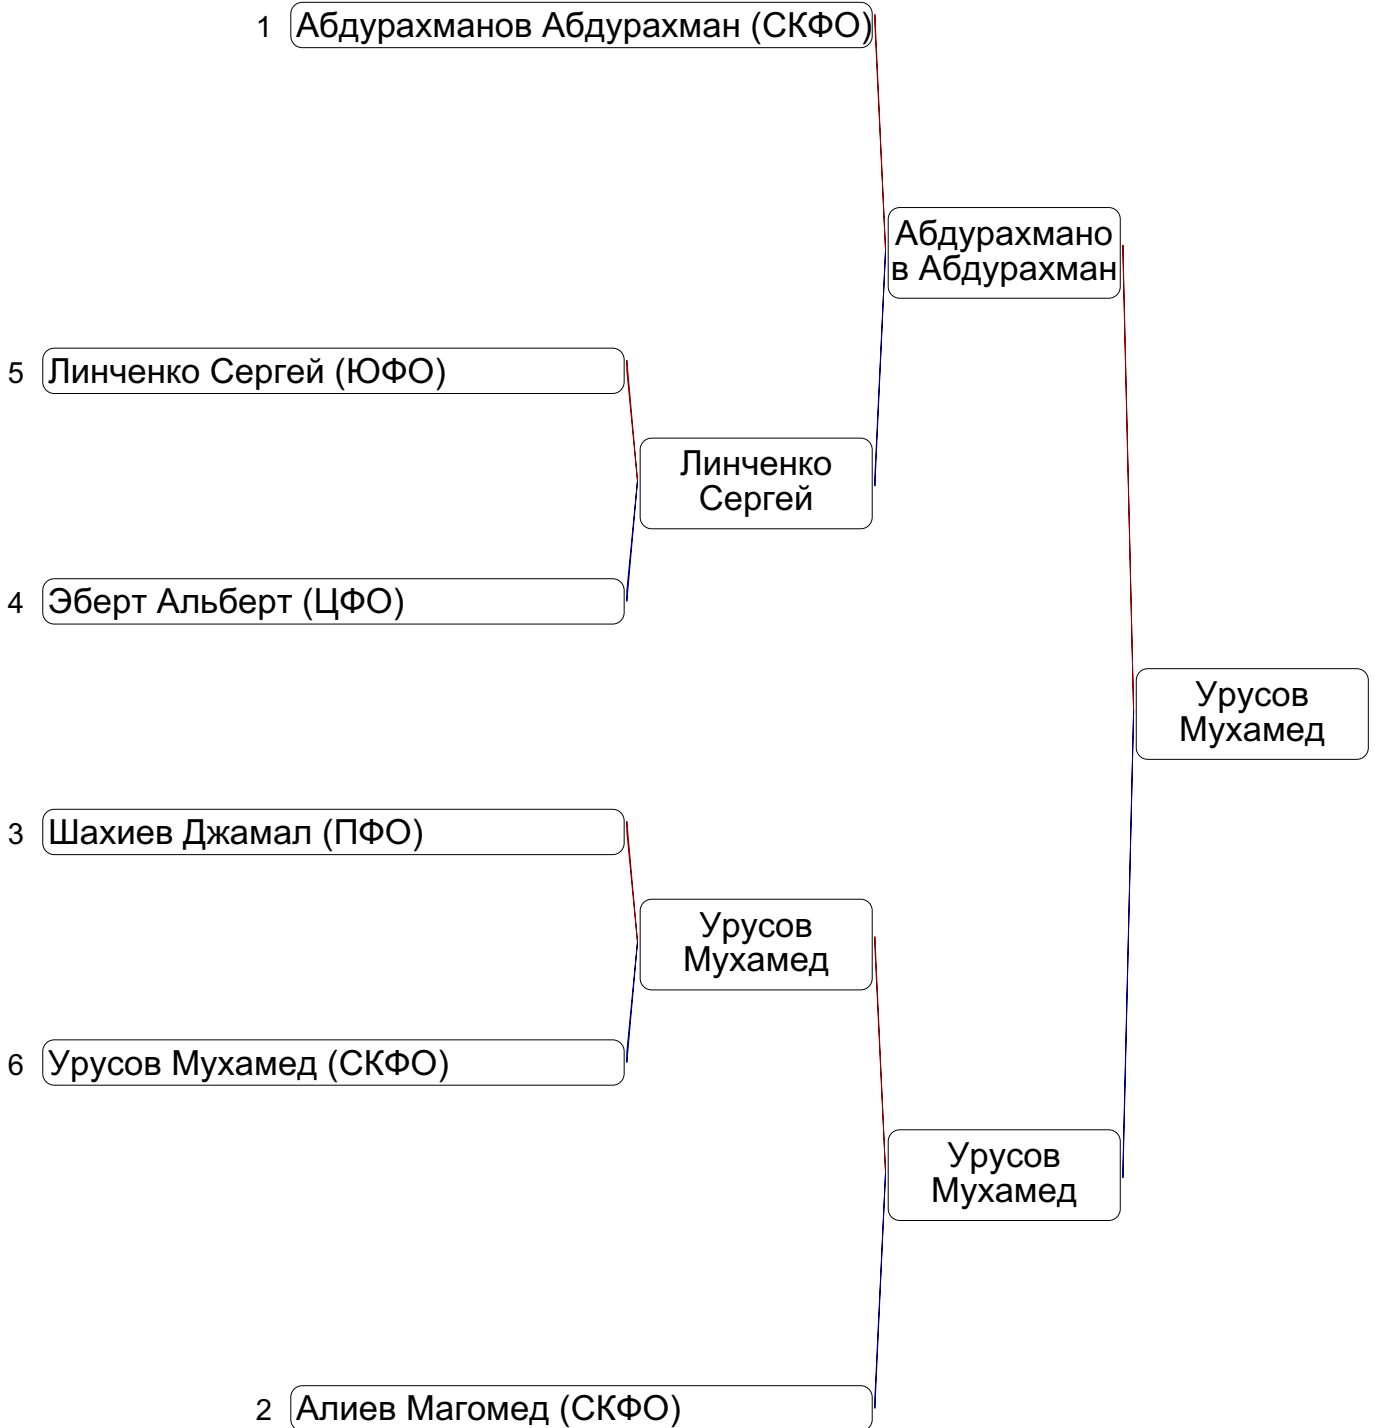 1 Абдурахманов Абдурахман (СКФО)
Абдурахмано
в Абдурахман
5 Линченко Сергей (ЮФО)
Линченко
Сергей
4 Эберт Альберт (ЦФО)
Урусов
Мухамед
3 Шахиев Джамал (ПФО)
Урусов
Мухамед
6 Урусов Мухамед (СКФО)
Урусов
Мухамед
2 Алиев Магомед (СКФО)